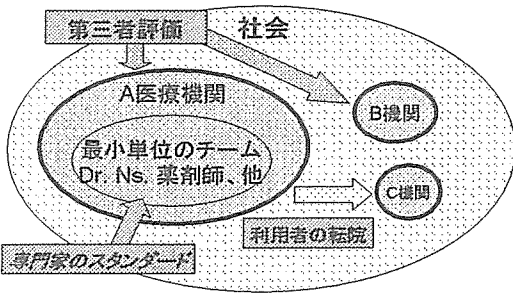 第三者評価
社会
A医療機関
B機関
最小単位のチーム
Dr. Ns. 薬剤師、他
C機関
利用者の転院
専門家のスタンダード